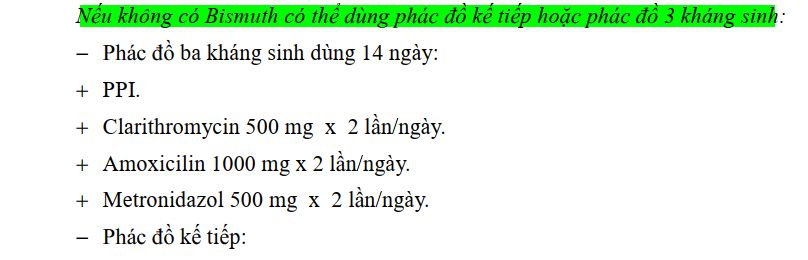 Nếu không có Bismuth có thể dùng phác đồ kế tiếp hoặc phác đồ 3 kháng sinh:
− Phác đồ ba kháng sinh dùng 14 ngày:
+ PPI.
+ Clarithromycin 500 mg x 2 lần/ngày.
+ Amoxicilin 1000 mg x 2 lần/ngày.
+ Metronidazol 500 mg x 2 lần/ngày.
− Phác đồ kế tiếp: